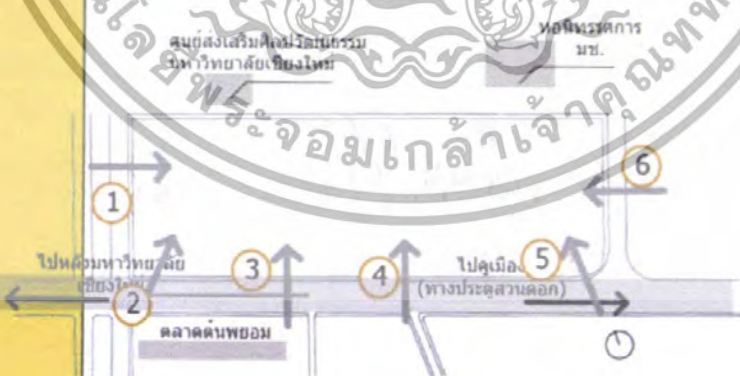 ศูนย์ส่งเสริมศิลปวัฒนธรรม
มหาวิทยาลัยเชียงใหม่
หอนิทรรศการ
มช.
พระจอมเกล้าเจ้าคุณทห
6
1
ไปหลังมหาวิทยาลัย
เชียงใหม่
2
3
4
ไปคูเมือง
(ทางประตูสวนดอก)
5
ตลาดต้นพยอม